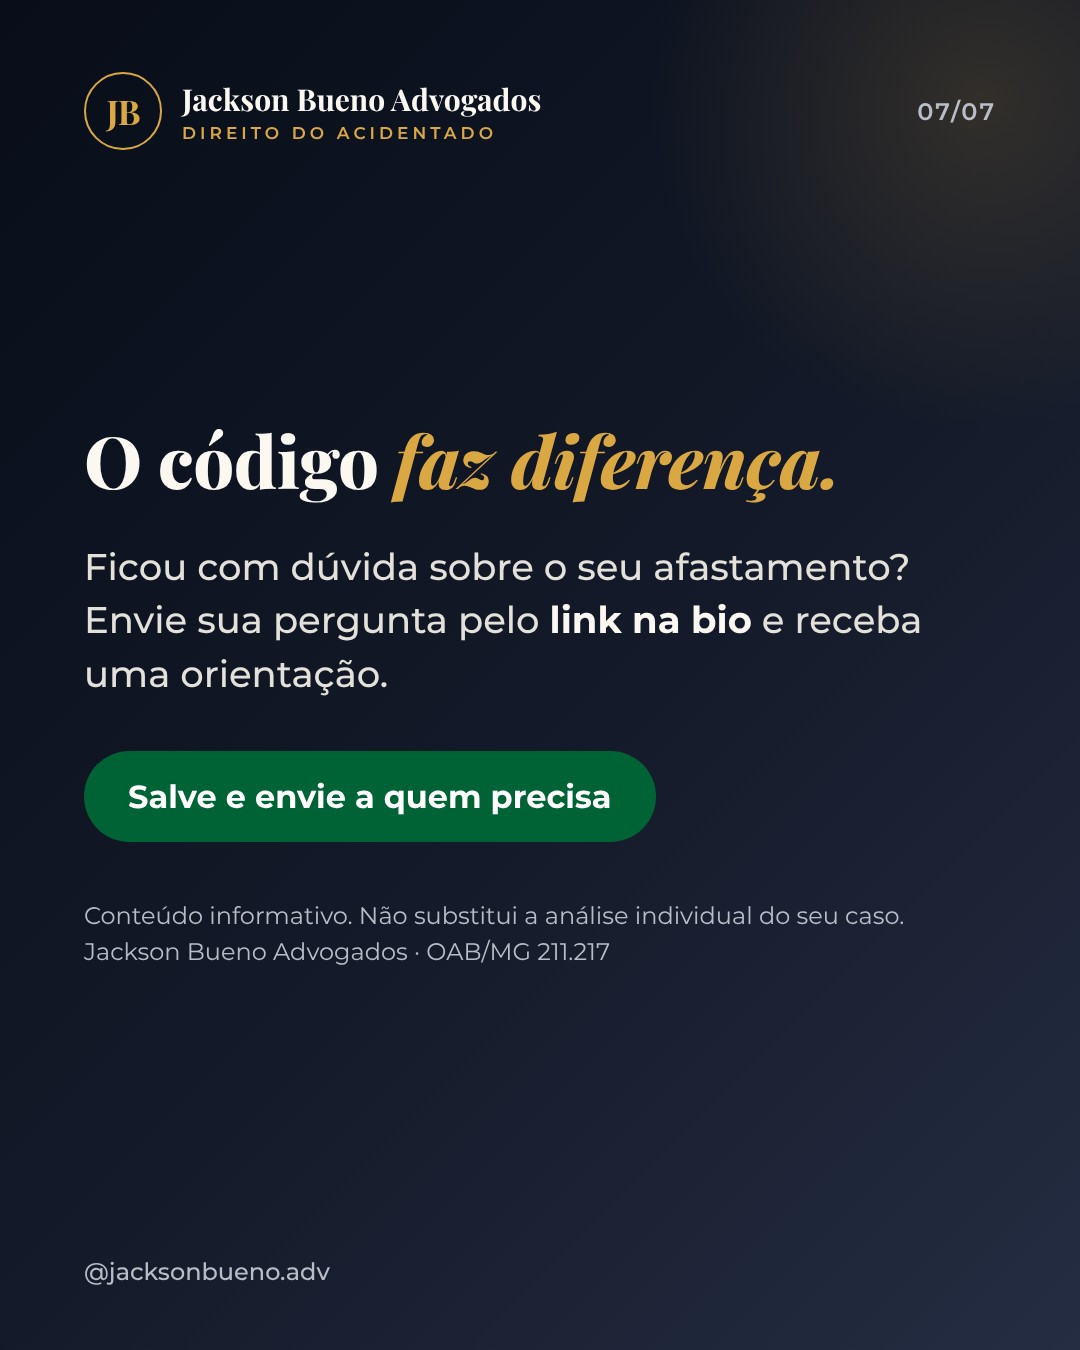 JB
Jackson Bueno Advogados
DIREITO DO ACIDENTADO
07/07
O código faz diferença.
Ficou com dúvida sobre o seu afastamento?
Envie sua pergunta pelo link na bio e receba
uma orientação.
Salve e envie a quem precisa
Conteúdo informativo. Não substitui a análise individual do seu caso.
Jackson Bueno Advogados · OAB/MG 211.217
@jacksonbueno.adv